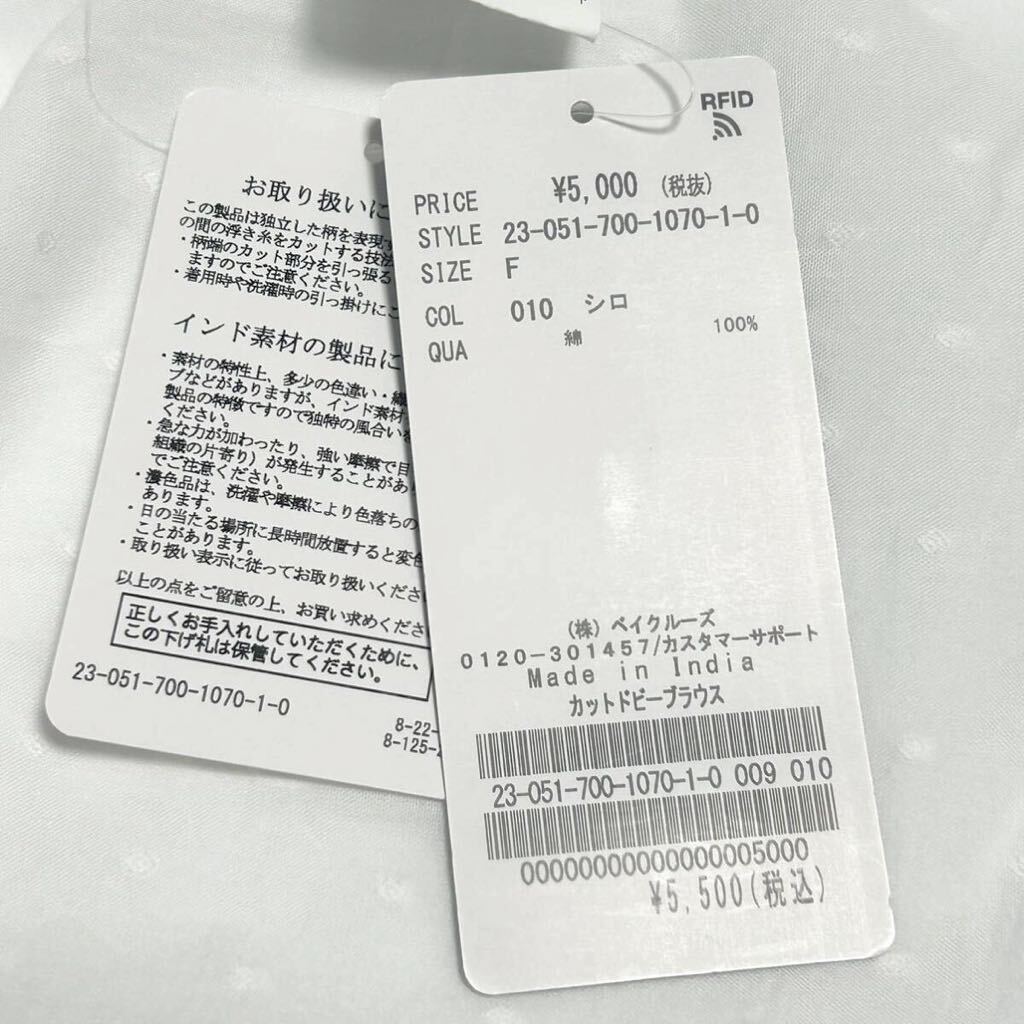 お取り扱いに
この製品は独立した柄を表現す
の間の浮き糸をカットする技法
・柄端のカット部分を引っ張る
ますのでご注意ください。
・着用時や洗濯時の引っ掛けにご
インド素材の製品に
・素材の特性上、多少の色違い・織
ブなどがありますが、インド素材
製品の特徴ですので独特の風合いを
ください。
・急な力が加わったり、強い摩擦で目
組織の片寄り）が発生することがあり
でご注意ください。
・濃色品は、洗濯や摩擦により色落ちの
あります。
・日の当たる場所に長時間放置すると変色
ことがあります。
・取り扱い表示に従ってお取り扱いくださ
以上の点をご留意の上、お買い求めくださ
正しくお手入れしていただくために、
この下げ札は保管してください。
23-051-700-1070-1-0
8-22-
8-125-2
RFID
PRICE ¥5,000 (税抜)
STYLE 23-051-700-1070-1-0
SIZE F
COL 010 シロ
QUA 綿 100%
(株) ベイクルーズ
0120-301457/カスタマーサポート
Made in India
カットドビーブラウス
23-051-700-1070-1-0 009 010
00000000000000005000
¥5,500(税込)